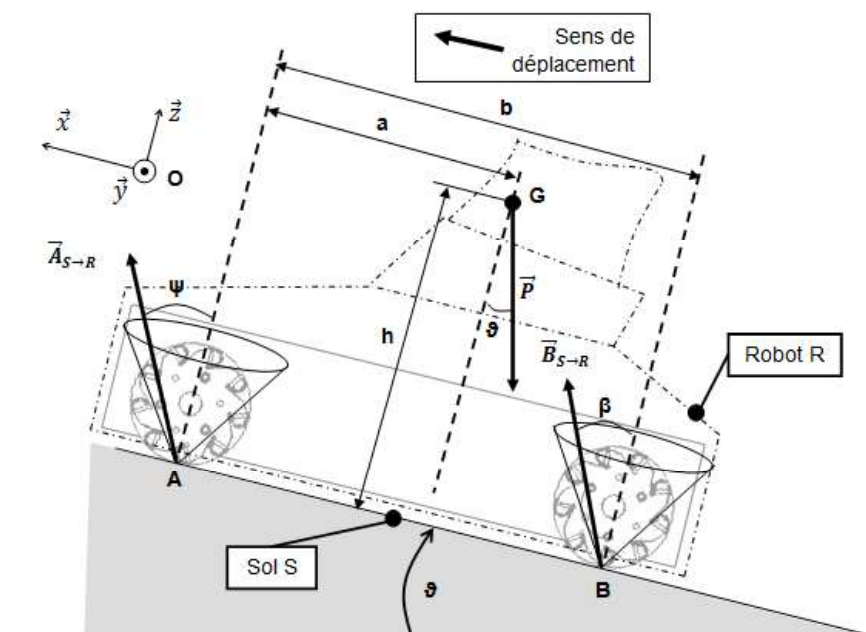 Sens de
déplacement
b
a
x⃗
z⃗
O
y⃗
G
A⃗S→R
ψ
P⃗
h
ϑ
B⃗S→R
Robot R
β
A
Sol S
B
ϑ